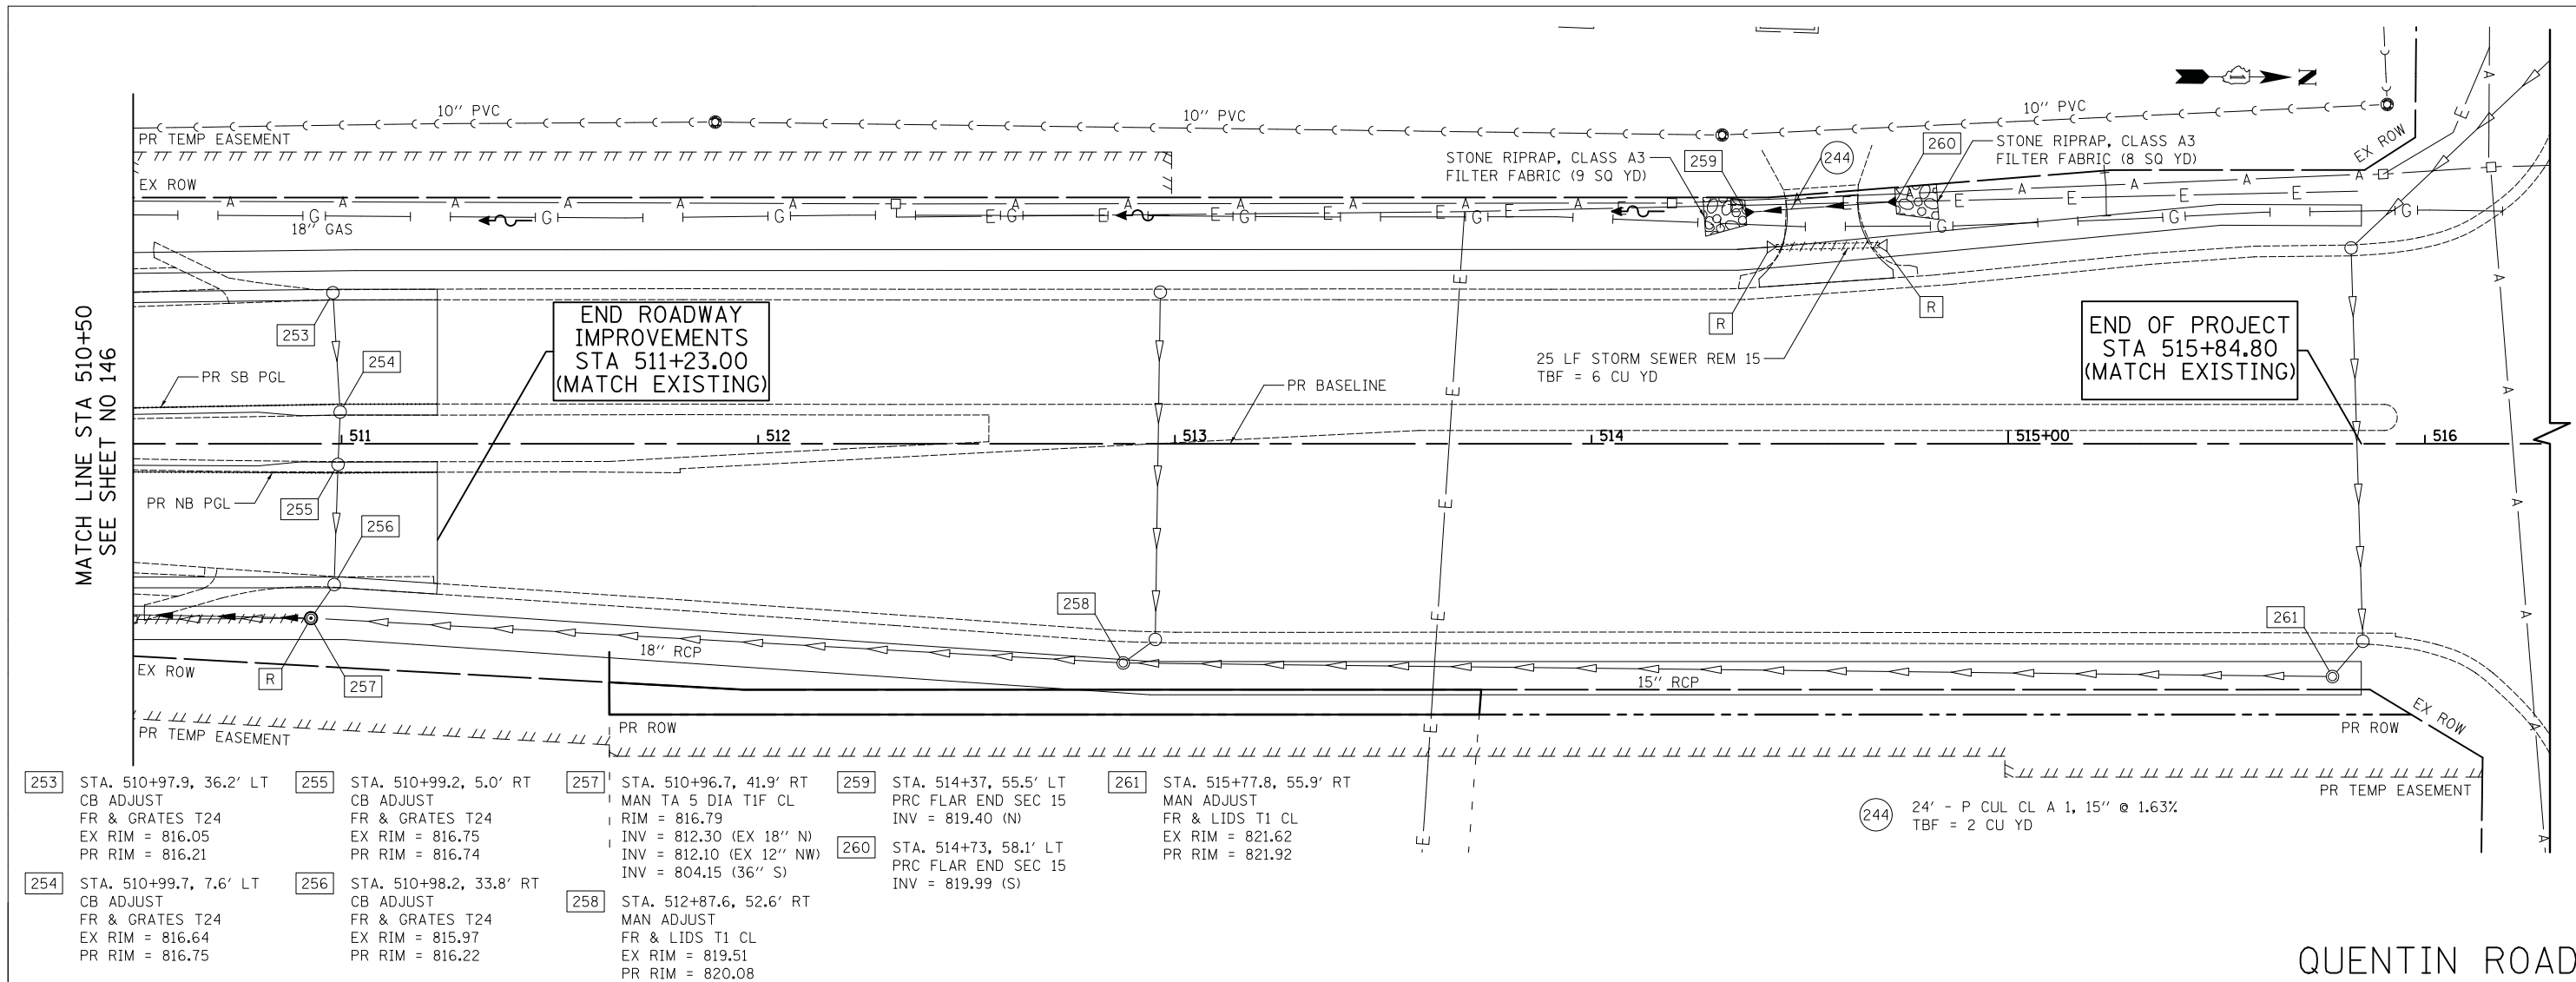 10'' PVC
10'' PVC
10'' PVC
N
PR TEMP EASEMENT
EX ROW
18'' GAS
STONE RIPRAP, CLASS A3
FILTER FABRIC (9 SQ YD)
259
244
260
STONE RIPRAP, CLASS A3
FILTER FABRIC (8 SQ YD)
EX ROW
MATCH LINE STA 510+50
SEE SHEET NO 146
253
254
END ROADWAY
IMPROVEMENTS
STA 511+23.00
(MATCH EXISTING)
R
R
25 LF STORM SEWER REM 15
TBF = 6 CU YD
END OF PROJECT
STA 515+84.80
(MATCH EXISTING)
PR SB PGL
PR BASELINE
511
512
513
514
515+00
516
PR NB PGL
255
256
258
261
18'' RCP
15'' RCP
EX ROW
R
257
PR ROW
EX ROW
PR ROW
PR TEMP EASEMENT
PR TEMP EASEMENT
253 STA. 510+97.9, 36.2' LT
CB ADJUST
FR & GRATES T24
EX RIM = 816.05
PR RIM = 816.21
254 STA. 510+99.7, 7.6' LT
CB ADJUST
FR & GRATES T24
EX RIM = 816.64
PR RIM = 816.75
255 STA. 510+99.2, 5.0' RT
CB ADJUST
FR & GRATES T24
EX RIM = 816.75
PR RIM = 816.74
256 STA. 510+98.2, 33.8' RT
CB ADJUST
FR & GRATES T24
EX RIM = 815.97
PR RIM = 816.22
257 STA. 510+96.7, 41.9' RT
MAN TA 5 DIA T1F CL
RIM = 816.79
INV = 812.30 (EX 18'' N)
INV = 812.10 (EX 12'' NW)
INV = 804.15 (36'' S)
258 STA. 512+87.6, 52.6' RT
MAN ADJUST
FR & LIDS T1 CL
EX RIM = 819.51
PR RIM = 820.08
259 STA. 514+37, 55.5' LT
PRC FLAR END SEC 15
INV = 819.40 (N)
260 STA. 514+73, 58.1' LT
PRC FLAR END SEC 15
INV = 819.99 (S)
261 STA. 515+77.8, 55.9' RT
MAN ADJUST
FR & LIDS T1 CL
EX RIM = 821.62
PR RIM = 821.92
244 24' - P CUL CL A 1, 15'' @ 1.63%
TBF = 2 CU YD
QUENTIN ROAD